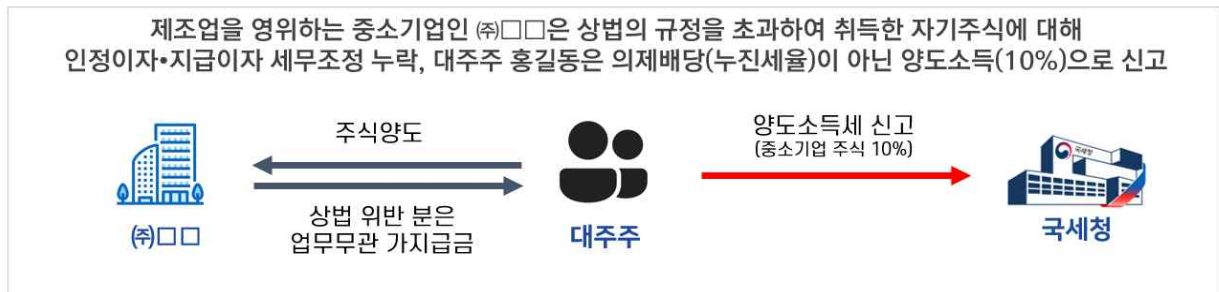 제조업을 영위하는 중소기업인 ㈜□□은 상법의 규정을 초과하여 취득한 자기주식에 대해
인정이자•지급이자 세무조정 누락, 대주주 홍길동은 의제배당(누진세율)이 아닌 양도소득(10%)으로 신고
주식양도
상법 위반 분은
업무무관 가지급금
㈜□□
대주주
양도소득세 신고
(중소기업 주식 10%)
국세청
국세청